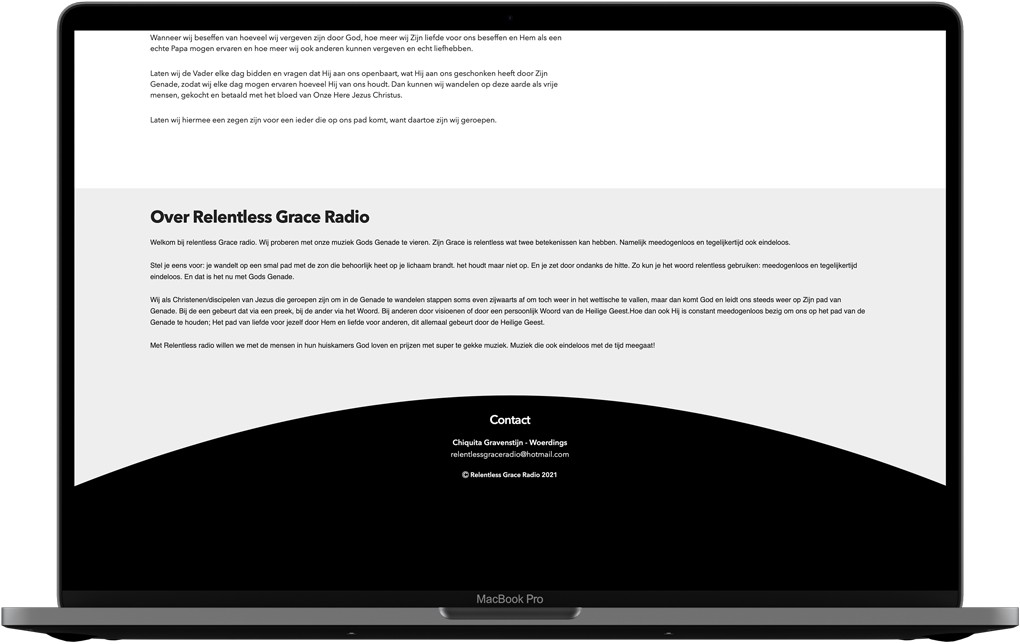 Wanneer wij beseffen van hoeveel wij vergeven zijn door God, hoe meer wij Zijn liefde voor ons beseffen en Hem als een
echte Papa mogen ervaren en hoe meer wij ook anderen kunnen vergeven en echt liefhebben.
Laten wij de Vader elke dag bidden en vragen dat Hij aan ons openbaart, wat Hij aan ons geschonken heeft door Zijn
Genade, zodat wij elke dag mogen ervaren hoeveel Hij van ons houdt. Dan kunnen wij wandelen op deze aarde als vrije
mensen, gekocht en betaald met het bloed van Onze Here Jezus Christus.
Laten wij hiermee een zegen zijn voor een ieder die op ons pad komt, want daartoe zijn wij geroepen.
Over Relentless Grace Radio
Welkom bij relentless Grace radio. Wij proberen met onze muziek Gods Genade te vieren. Zijn Grace is relentless wat twee betekenissen kan hebben. Namelijk meedogenloos en tegelijkertijd ook eindeloos.
Stel je eens voor: je wandelt op een smal pad met de zon die behoorlijk heet op je lichaam brandt. het houdt maar niet op. En je zet door ondanks de hitte. Zo kun je het woord relentless gebruiken: meedogenloos en tegelijkertijd
eindeloos. En dat is het nu met Gods Genade.
Wij als Christenen/discipelen van Jezus die geroepen zijn om in de Genade te wandelen stappen soms even zijwaarts af om toch weer in het wettische te vallen, maar dan komt God en leidt ons steeds weer op Zijn pad van
Genade. Bij de een gebeurt dat via een preek, bij de ander via het Woord. Bij anderen door visioenen of door een persoonlijk Woord van de Heilige Geest.Hoe dan ook Hij is constant meedogenloos bezig om ons op het pad van de
Genade te houden; Het pad van liefde voor jezelf door Hem en liefde voor anderen, dit allemaal gebeurt door de Heilige Geest.
Met Relentless radio willen we met de mensen in hun huiskamers God loven en prijzen met super te gekke muziek. Muziek die ook eindeloos met de tijd meegaat!
Contact
Chiquita Gravenstijn - Woerdings
relentlessgraceradio@hotmail.com
© Relentless Grace Radio 2021
MacBook Pro